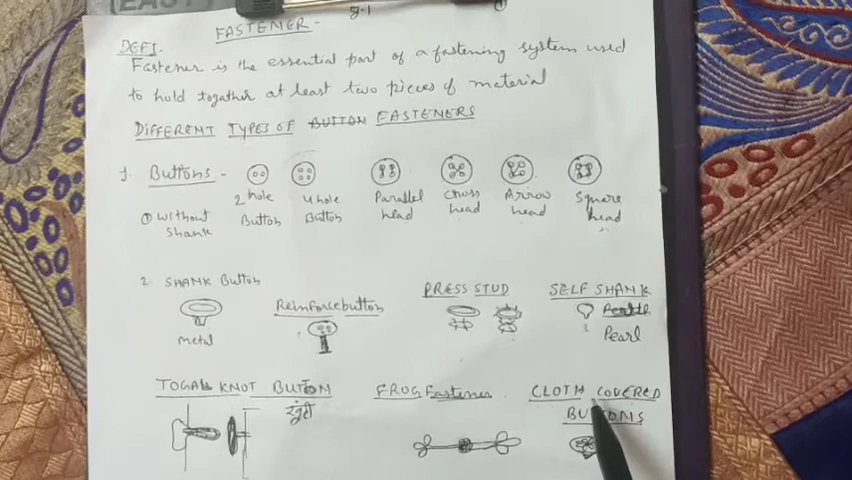 EAST
FASTENER -
DEFI-
Fastener is the essential part of a fastening system used
to hold together at least two pieces of material
DIFFERENT TYPES OF BUTTON FASTENERS
1. Buttons -
① without shank
2 hole Button
4 hole Button
Parallel head
Cross head
Arrow head
Square head
2. SHANK Button
metal
Reinforcebutton
PRESS STUD
SELF SHANK
Pearl
TOGAL KNOT BUTTON
खूंटी
FROG Fastener
CLOTH COVERED
BUTTONS